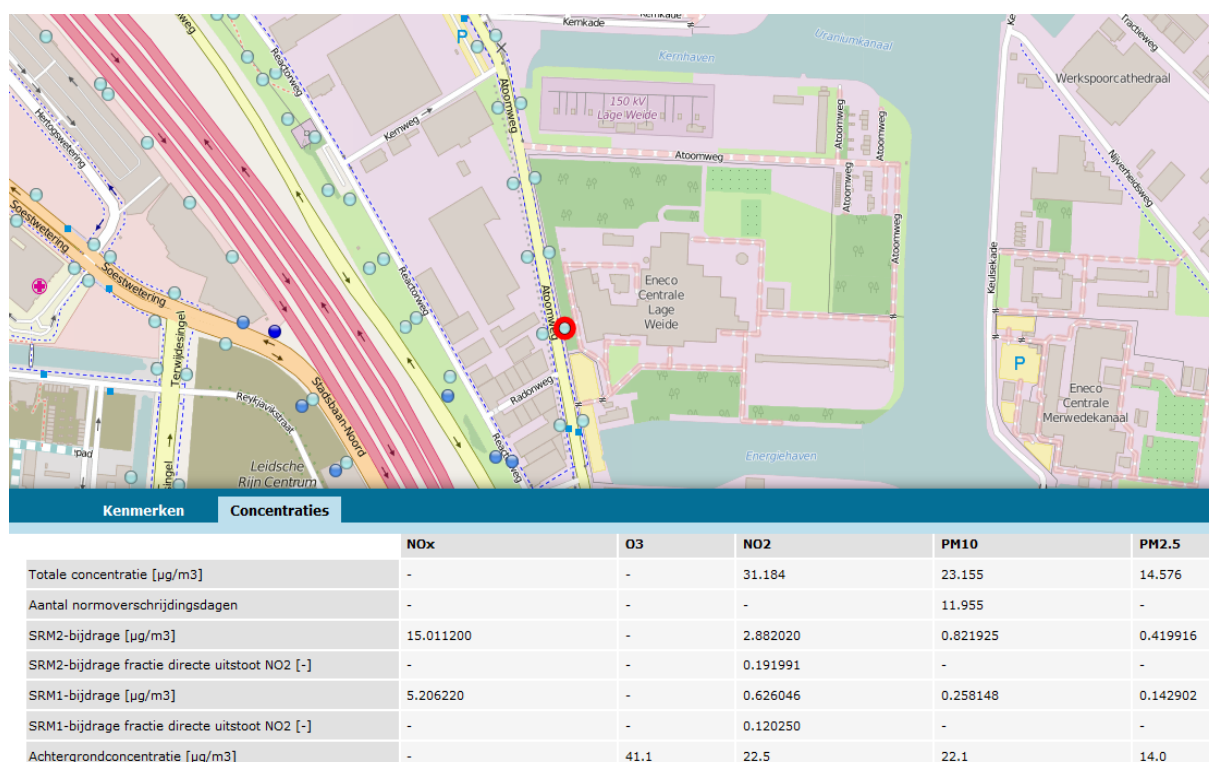 Kernkade
Kernkade
Tractieweg
Uraniumkanaal
P
Kernhaven
Werkspoorcathedraal
Reactorweg
Atoomweg
150 kV
Lage Weide
Atoomweg
Atoomweg
Hertogswetering
Kernweg
Atoomweg
Nijverheidsweg
Atoomweg
Soestwetering
Atoomweg
Keulsekade
Soestwetering
Reactorweg
Atoomweg
Eneco
Centrale
Lage
Weide
Terwijdesingel
P
Radonweg
Stadsbaan-Noord
Reykjavikstraat
Eneco
Centrale
Merwedekanaal
Reactorweg
Energiehaven
pad
singel
Leidsche
Rijn Centrum
Kenmerken Concentraties
NOx O3 NO2 PM10 PM2.5
Totale concentratie [µg/m3] - - 31.184 23.155 14.576
Aantal normoverschrijdingsdagen - - - 11.955 -
SRM2-bijdrage [µg/m3] 15.011200 - 2.882020 0.821925 0.419916
SRM2-bijdrage fractie directe uitstoot NO2 [-] - - 0.191991 - -
SRM1-bijdrage [µg/m3] 5.206220 - 0.626046 0.258148 0.142902
SRM1-bijdrage fractie directe uitstoot NO2 [-] - - 0.120250 - -
Achtergrondconcentratie [µg/m3] - 41.1 22.5 22.1 14.0